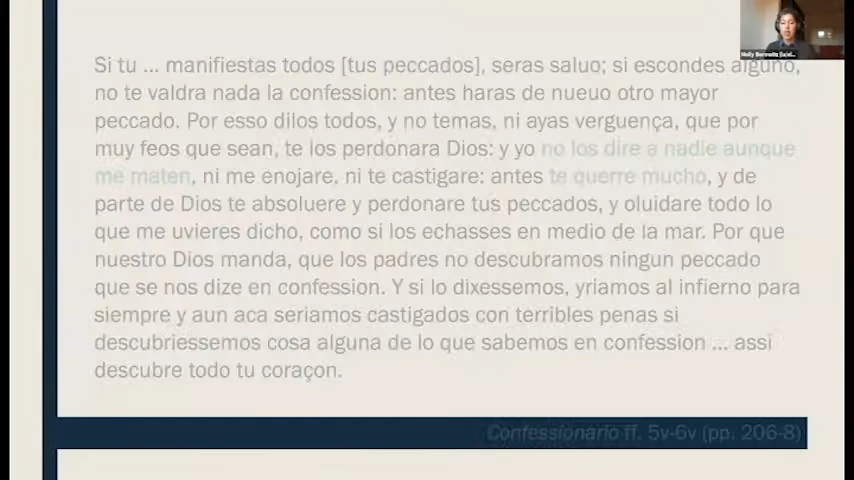 Si tu ... manifiestas todos [tus peccados], seras saluo; si escondes alguno,
no te valdra nada la confession: antes haras de nueuo otro mayor
peccado. Por esso dilos todos, y no temas, ni ayas verguença, que por
muy feos que sean, te los perdonara Dios: y yo no los dire a nadie aunque
me maten, ni me enojare, ni te castigare: antes te querre mucho, y de
parte de Dios te absoluere y perdonare tus peccados, y oluidare todo lo
que me uvieres dicho, como si los echasses en medio de la mar. Por que
nuestro Dios manda, que los padres no descubramos ningun peccado
que se nos dize en confession. Y si lo dixessemos, yriamos al infierno para
siempre y aun aca seriamos castigados con terribles penas si
descubriessemos cosa alguna de lo que sabemos en confession ... assi
descubre todo tu coraçon.
Confessionario ff. 5v-6v (pp. 206-8)